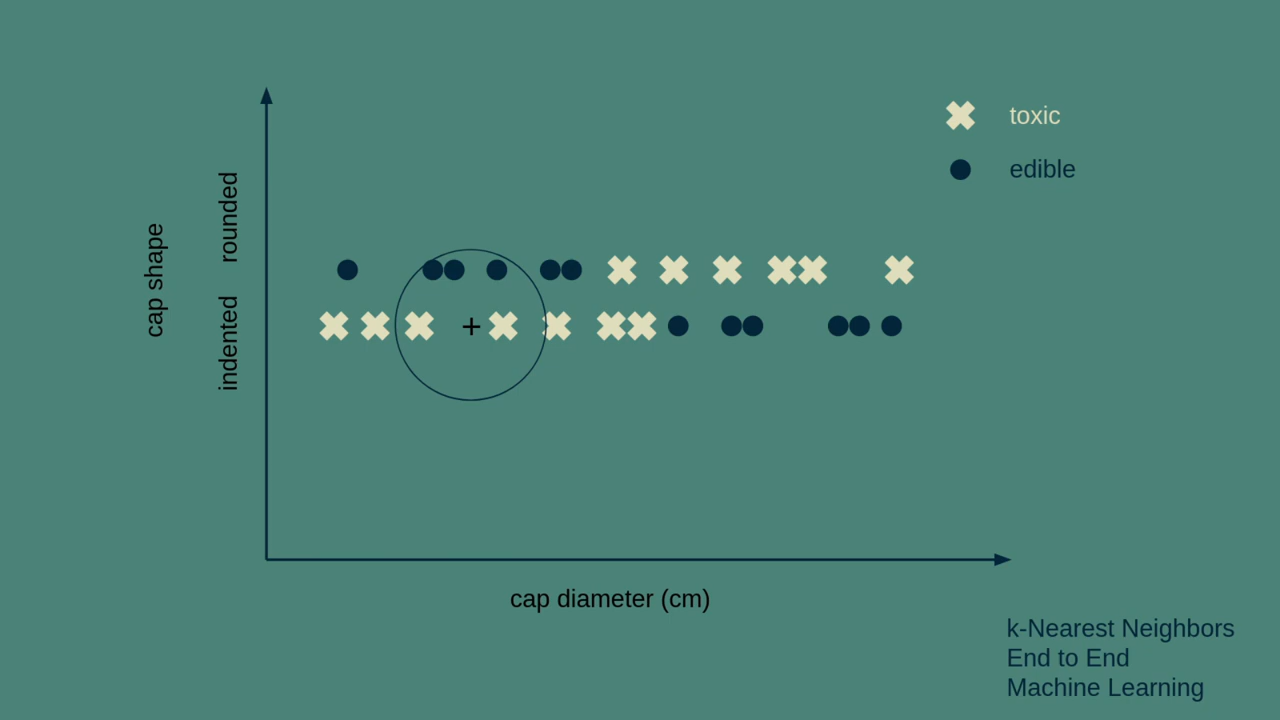 toxic
edible
cap shape
rounded
indented
+
cap diameter (cm)
k-Nearest Neighbors
End to End
Machine Learning